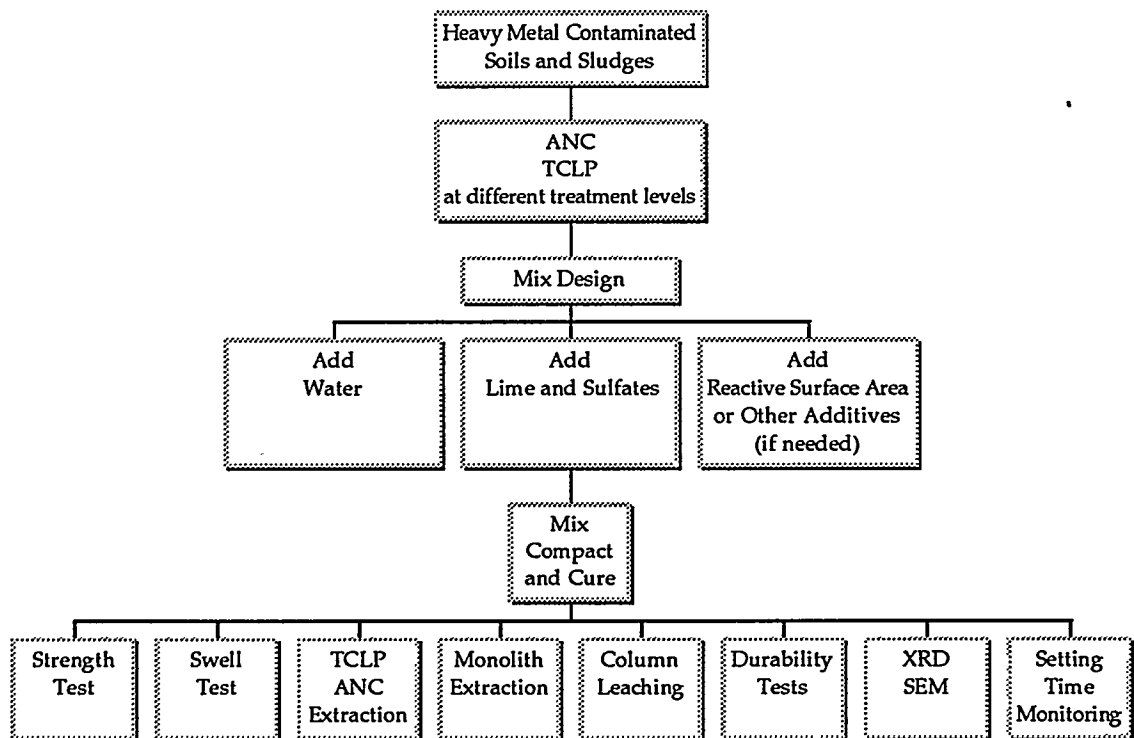 Heavy Metal Contaminated
Soils and Sludges
ANC
TCLP
at different treatment levels
Mix Design
Add
Water
Add
Lime and Sulfates
Add
Reactive Surface Area
or Other Additives
(if needed)
Mix
Compact
and Cure
Strength
Test
Swell
Test
TCLP
ANC
Extraction
Monolith
Extraction
Column
Leaching
Durability
Tests
XRD
SEM
Setting
Time
Monitoring